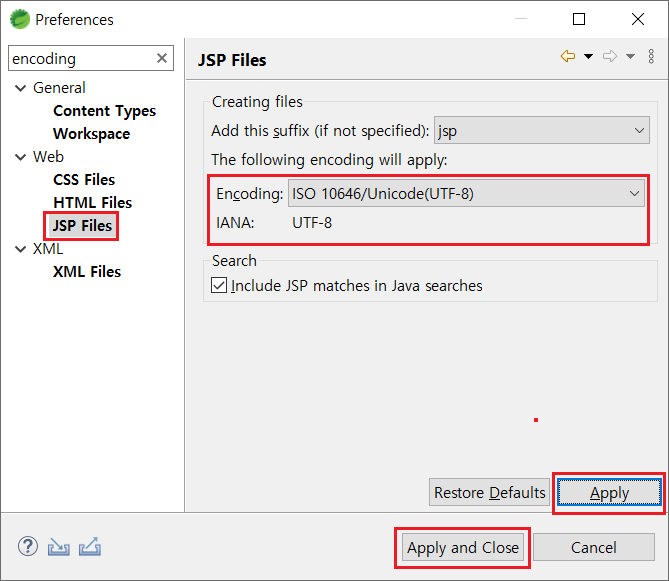 Preferences
encoding
JSP Files
General
Content Types
Workspace
Web
CSS Files
HTML Files
JSP Files
XML
XML Files
Creating files
Add this suffix (if not specified): jsp
The following encoding will apply:
Encoding: ISO 10646/Unicode(UTF-8)
IANA: UTF-8
Search
Include JSP matches in Java searches
Restore Defaults Apply
Apply and Close Cancel